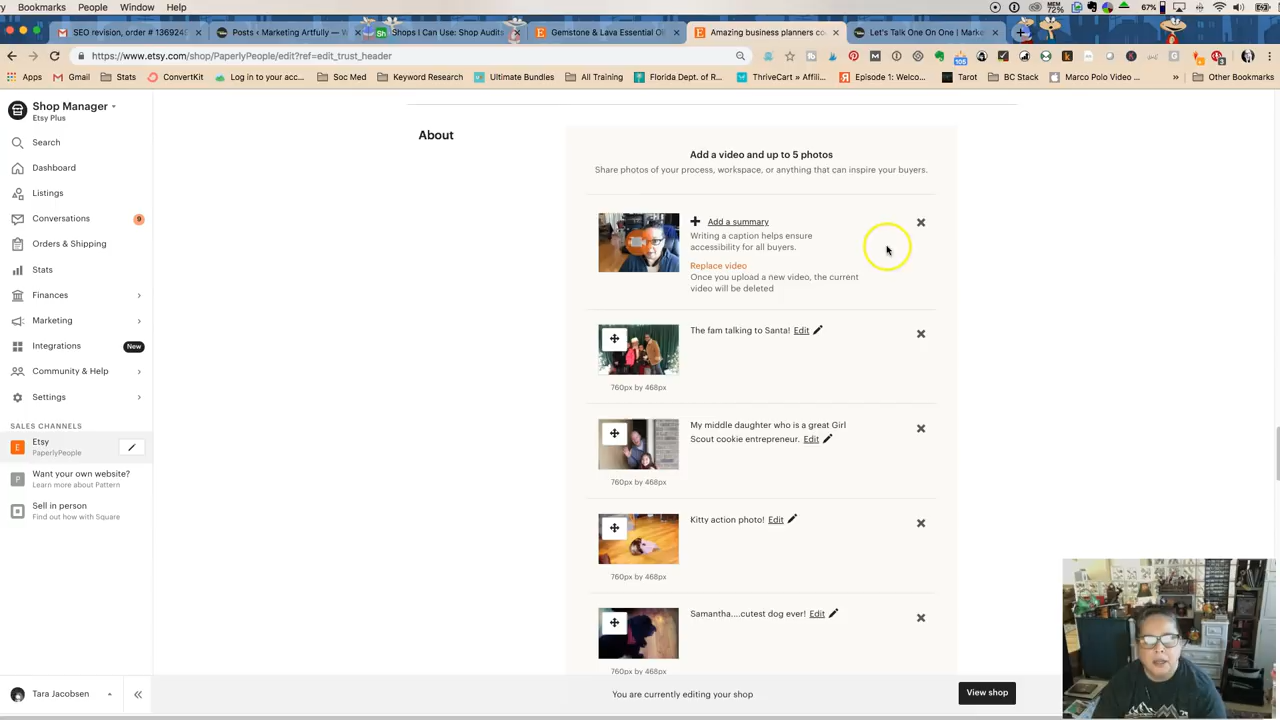 Bookmarks People Window Help
72%
67%
SEO revision, order # 136924
Posts ‹ Marketing Artfully — W
Shops I Can Use: Shop Audits
Gemstone & Lava Essential Oi
Amazing business planners co
Let's Talk One On One | Marke
https://www.etsy.com/shop/PaperlyPeople/edit?ref=edit_trust_header
Apps Gmail Stats ConvertKit Log in to your acc... Soc Med Keyword Research Ultimate Bundles All Training Florida Dept. of R... ThriveCart » Affili... Episode 1: Welco... Tarot BC Stack Marco Polo Video ... » Other Bookmarks
Shop Manager
Etsy Plus
Search
Dashboard
Listings
Conversations 9
Orders & Shipping
Stats
Finances
Marketing
Integrations New
Community & Help
Settings
SALES CHANNELS
E Etsy
PaperlyPeople
P Want your own website?
Learn more about Pattern
Sell in person
Find out how with Square
Tara Jacobsen
About
Add a video and up to 5 photos
Share photos of your process, workspace, or anything that can inspire your buyers.
Add a summary
Writing a caption helps ensure
accessibility for all buyers.
Replace video
Once you upload a new video, the current
video will be deleted
The fam talking to Santa! Edit
760px by 468px
My middle daughter who is a great Girl
Scout cookie entrepreneur. Edit
760px by 468px
Kitty action photo! Edit
760px by 468px
Samantha....cutest dog ever! Edit
760px by 468px
You are currently editing your shop
View shop